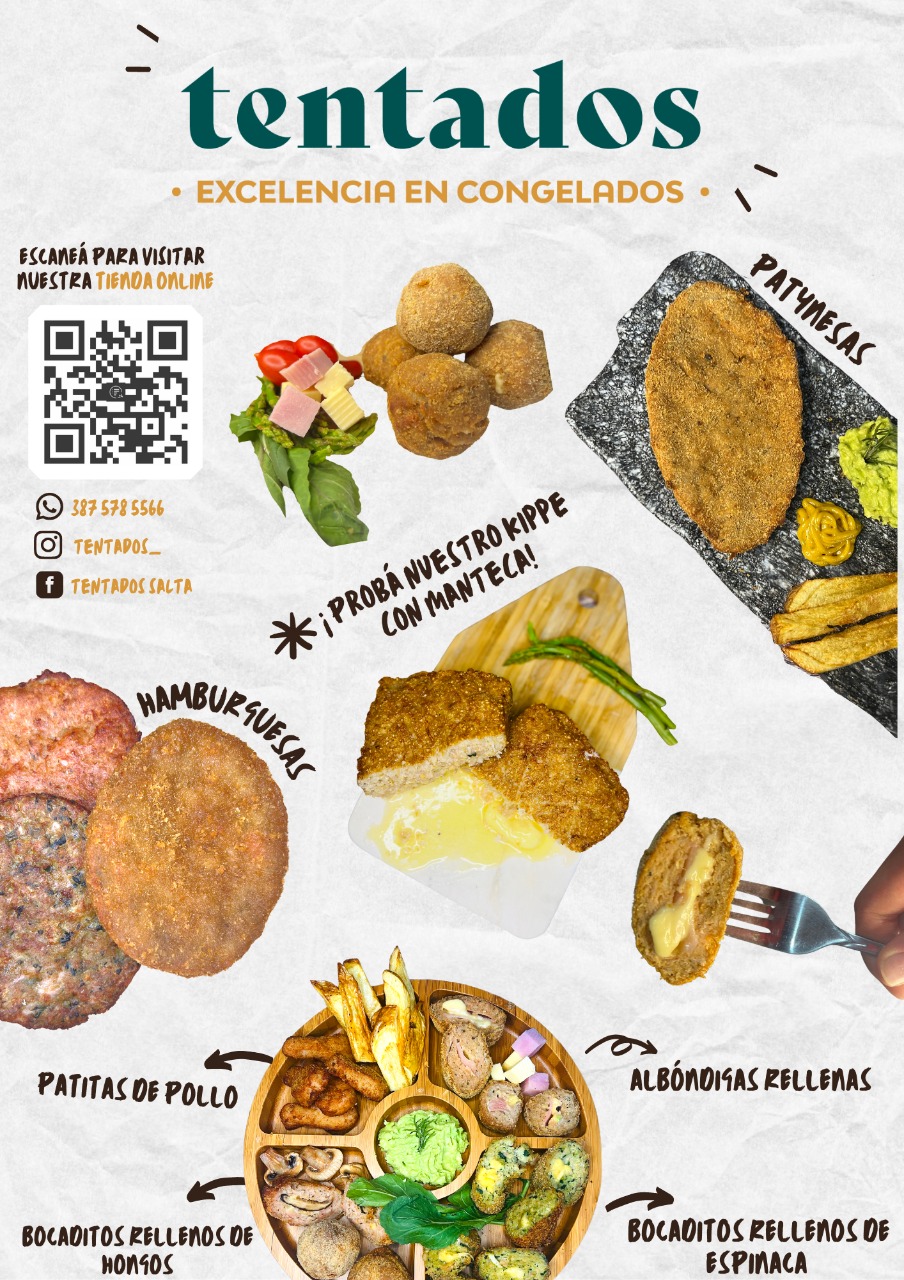 tentados
• EXCELENCIA EN CONGELADOS •
ESCANEÁ PARA VISITAR
NUESTRA TIENDA ONLINE
387 578 5566
TENTADOS_
TENTADOS SALTA
PATYNESAS
¡PROBÁ NUESTRO KIPPE
CON MANTECA!
HAMBURGUESAS
PATITAS DE POLLO
ALBÓNDIGAS RELLENAS
BOCADITOS RELLENOS DE
HONGOS
BOCADITOS RELLENOS DE
ESPINACA